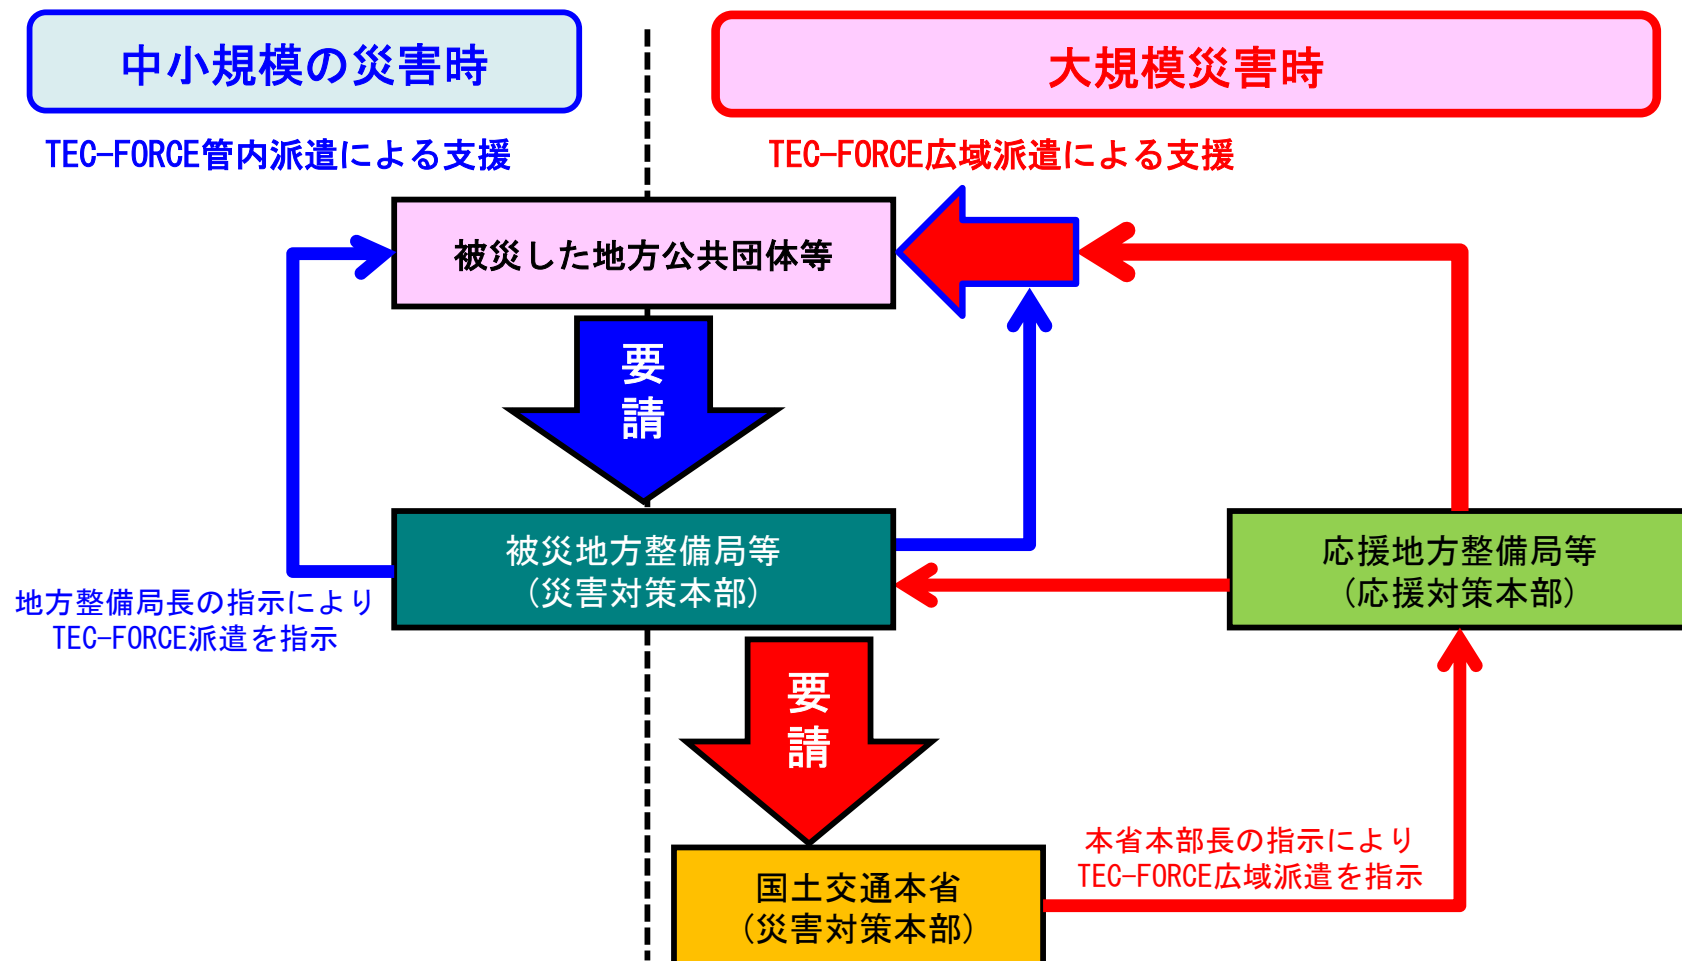 中小規模の災害時
大規模災害時
TEC-FORCE管内派遣による支援
TEC-FORCE広域派遣による支援
被災した地方公共団体等
要
請
被災地方整備局等
(災害対策本部)
応援地方整備局等
(応援対策本部)
地方整備局長の指示により
TEC-FORCE派遣を指示
要
請
本省本部長の指示により
TEC-FORCE広域派遣を指示
国土交通本省
(災害対策本部)